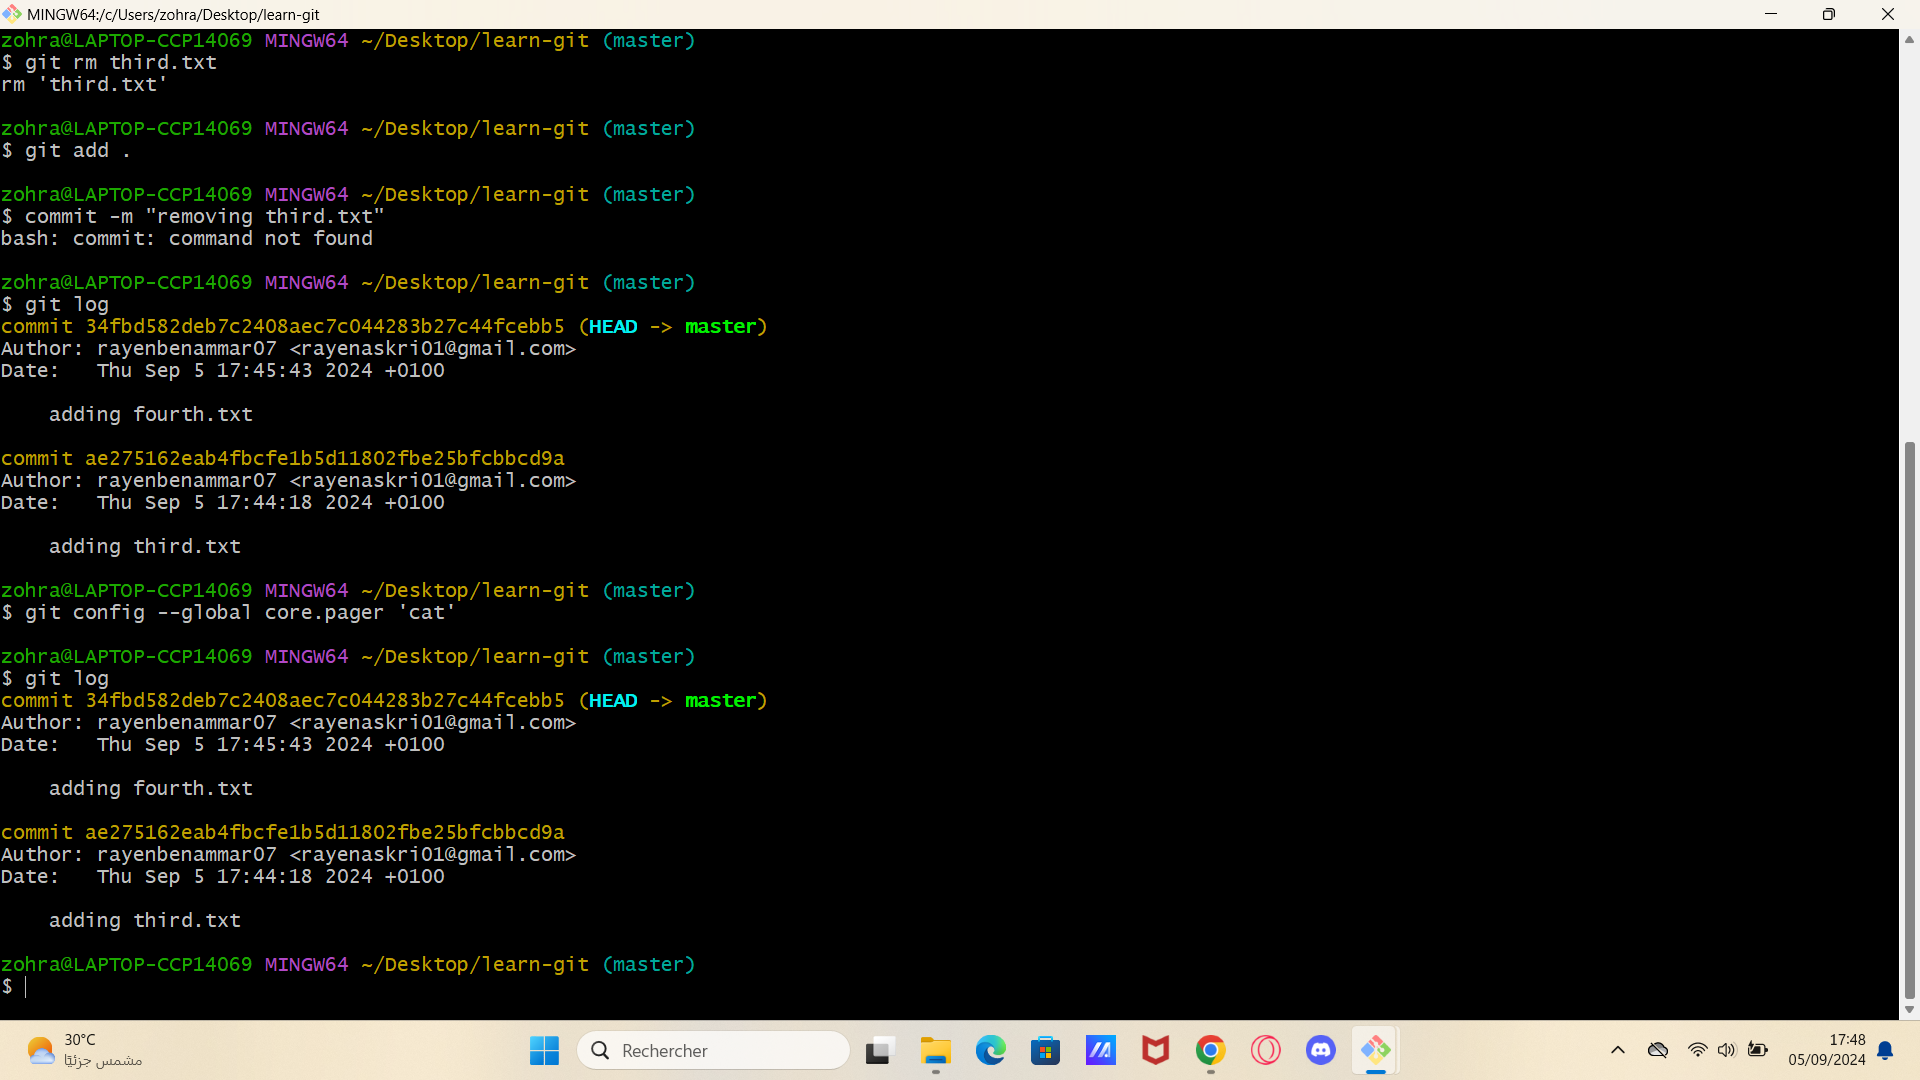 MINGW64:/c/Users/zohra/Desktop/learn-git
zohra@LAPTOP-CCP14069 MINGW64 ~/Desktop/learn-git (master)
$ git rm third.txt
rm 'third.txt'
zohra@LAPTOP-CCP14069 MINGW64 ~/Desktop/learn-git (master)
$ git add .
zohra@LAPTOP-CCP14069 MINGW64 ~/Desktop/learn-git (master)
$ commit -m "removing third.txt"
bash: commit: command not found
zohra@LAPTOP-CCP14069 MINGW64 ~/Desktop/learn-git (master)
$ git log
commit 34fbd582deb7c2408aec7c044283b27c44fcebb5 (HEAD -> master)
Author: rayenbenammar07 <rayenaskri01@gmail.com>
Date:   Thu Sep 5 17:45:43 2024 +0100
adding fourth.txt
commit ae275162eab4fbcfe1b5d11802fbe25bfcbbcd9a
Author: rayenbenammar07 <rayenaskri01@gmail.com>
Date:   Thu Sep 5 17:44:18 2024 +0100
adding third.txt
zohra@LAPTOP-CCP14069 MINGW64 ~/Desktop/learn-git (master)
$ git config --global core.pager 'cat'
zohra@LAPTOP-CCP14069 MINGW64 ~/Desktop/learn-git (master)
$ git log
commit 34fbd582deb7c2408aec7c044283b27c44fcebb5 (HEAD -> master)
Author: rayenbenammar07 <rayenaskri01@gmail.com>
Date:   Thu Sep 5 17:45:43 2024 +0100
adding fourth.txt
commit ae275162eab4fbcfe1b5d11802fbe25bfcbbcd9a
Author: rayenbenammar07 <rayenaskri01@gmail.com>
Date:   Thu Sep 5 17:44:18 2024 +0100
adding third.txt
zohra@LAPTOP-CCP14069 MINGW64 ~/Desktop/learn-git (master)
$
30°C
مشمس جزئيًا
Rechercher
17:48
05/09/2024